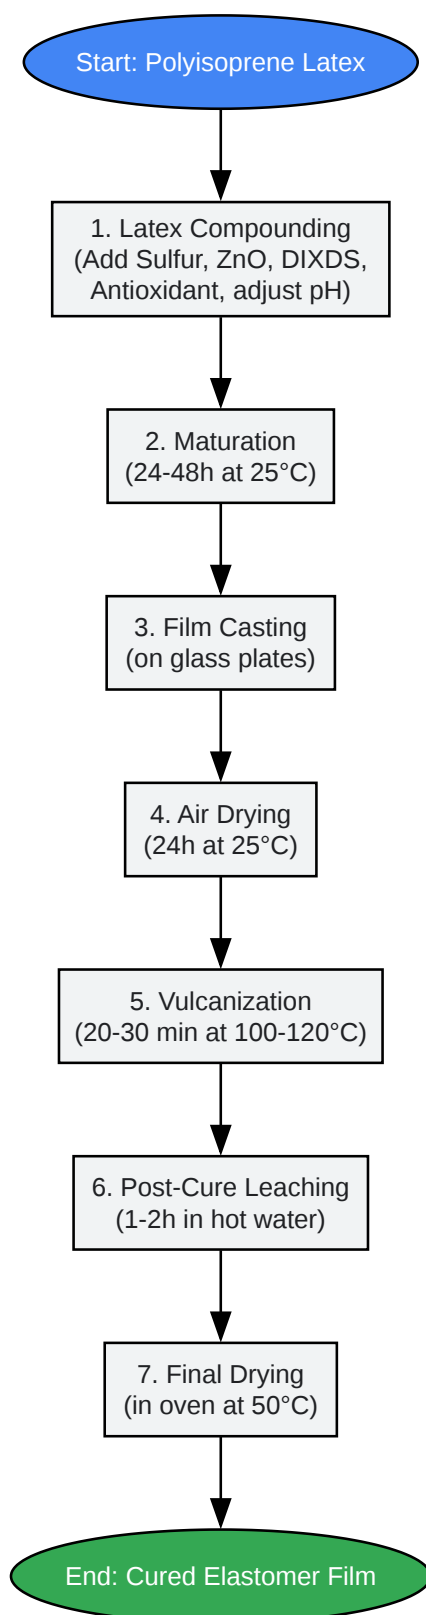 Start: Polyisoprene Latex
1. Latex Compounding
(Add Sulfur, ZnO, DIXDS,
Antioxidant, adjust pH)
2. Maturation
(24-48h at 25°C)
3. Film Casting
(on glass plates)
4. Air Drying
(24h at 25°C)
5. Vulcanization
(20-30 min at 100-120°C)
6. Post-Cure Leaching
(1-2h in hot water)
7. Final Drying
(in oven at 50°C)
End: Cured Elastomer Film